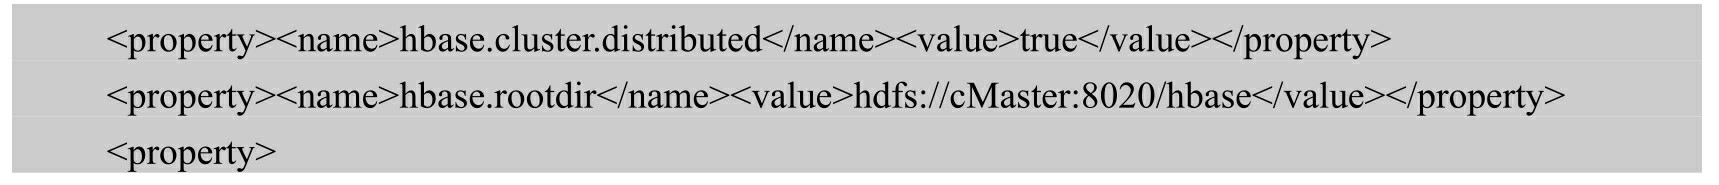 <property><name>hbase.cluster.distributed</name><value>true</value></property>
<property><name>hbase.rootdir</name><value>hdfs://cMaster:8020/hbase</value></property>
<property>